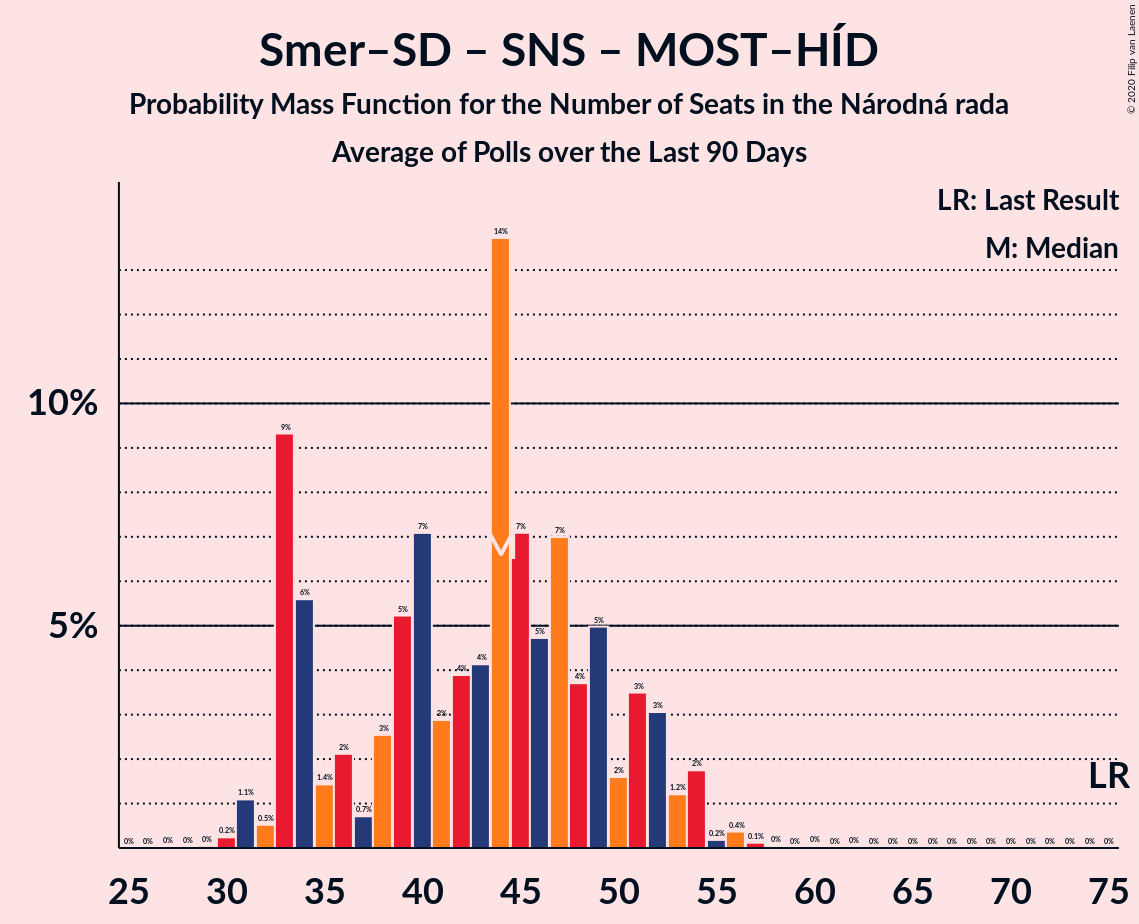 Smer–SD – SNS – MOST–HÍD
Probability Mass Function for the Number of Seats in the Národná rada
Average of Polls over the Last 90 Days
© 2020 Filip van Laenen
LR: Last Result
M: Median
10%
5%
0% 0% 0% 0% 0% 0.2% 1.1% 0.5% 9% 6% 1.4% 2% 0.7% 3% 5% 7% 3% 4% 4% 14% 7% 5% 7% 4% 5% 2% 3% 3% 1.2% 2% 0.2% 0.4% 0.1% 0% 0% 0% 0% 0% 0% 0% 0% 0% 0% 0% 0% 0% 0% 0% 0% 0% 0%
M
LR
25 30 35 40 45 50 55 60 65 70 75